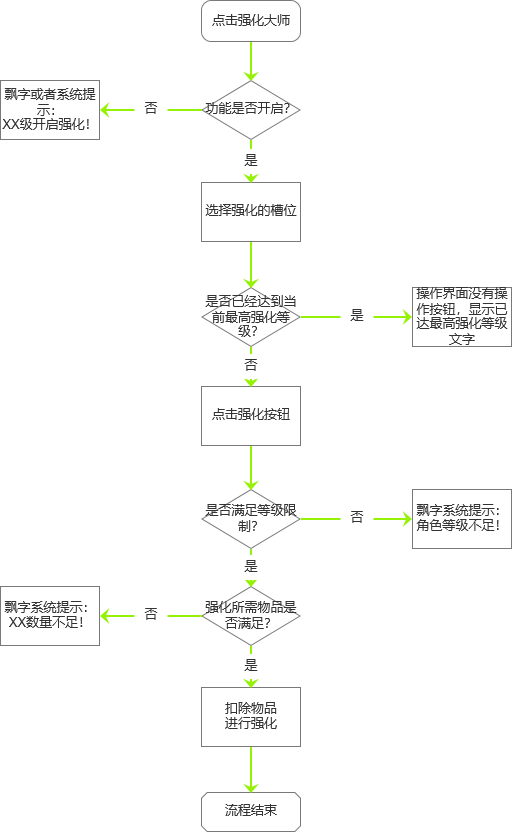 点击强化大师
功能是否开启？
否
飘字或者系统提
示：
XX级开启强化！
是
选择强化的槽位
是否已经达到当
前最高强化等
级？
是
操作界面没有操
作按钮，显示已
达最高强化等级
文字
否
点击强化按钮
是否满足等级限
制？
否
飘字系统提示：
角色等级不足！
是
强化所需物品是
否满足？
否
飘字系统提示：
XX数量不足！
是
扣除物品
进行强化
流程结束